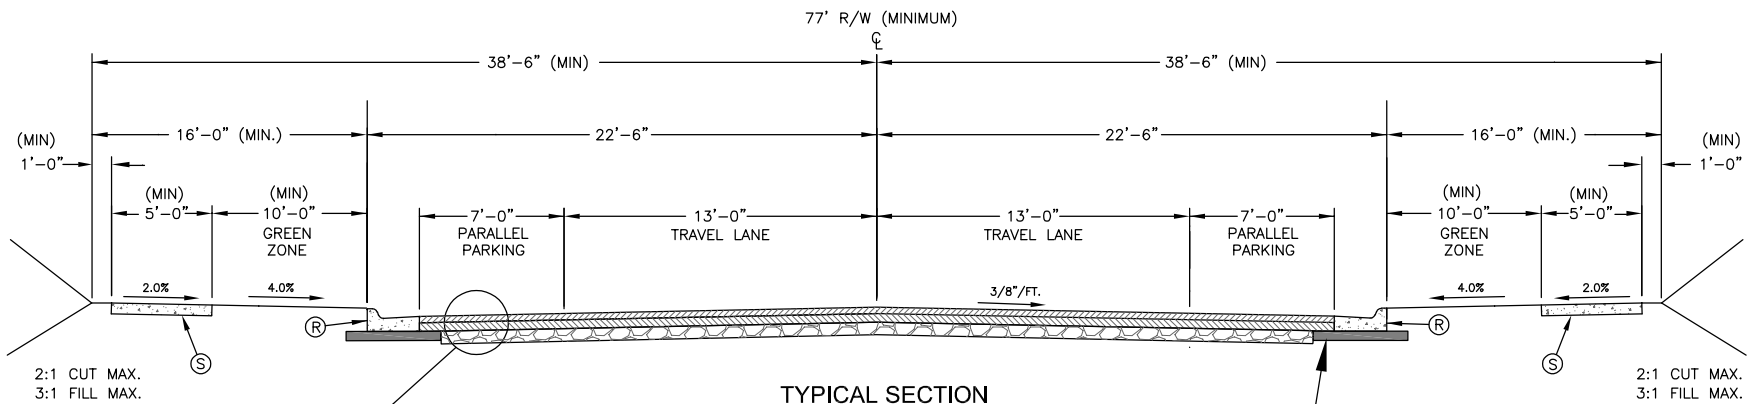 77' R/W (MINIMUM)
℄
38'-6" (MIN)
38'-6" (MIN)
(MIN)
16'-0" (MIN.)
22'-6"
22'-6"
16'-0" (MIN.)
(MIN)
1'-0"
1'-0"
(MIN)
5'-0"
(MIN)
10'-0"
GREEN
ZONE
7'-0"
PARALLEL
PARKING
13'-0"
TRAVEL LANE
13'-0"
TRAVEL LANE
7'-0"
PARALLEL
PARKING
(MIN)
10'-0"
GREEN
ZONE
(MIN)
5'-0"
2.0%
4.0%
3/8"/FT.
4.0%
2.0%
R
R
S
S
2:1 CUT MAX.
3:1 FILL MAX.
TYPICAL SECTION
2:1 CUT MAX.
3:1 FILL MAX.